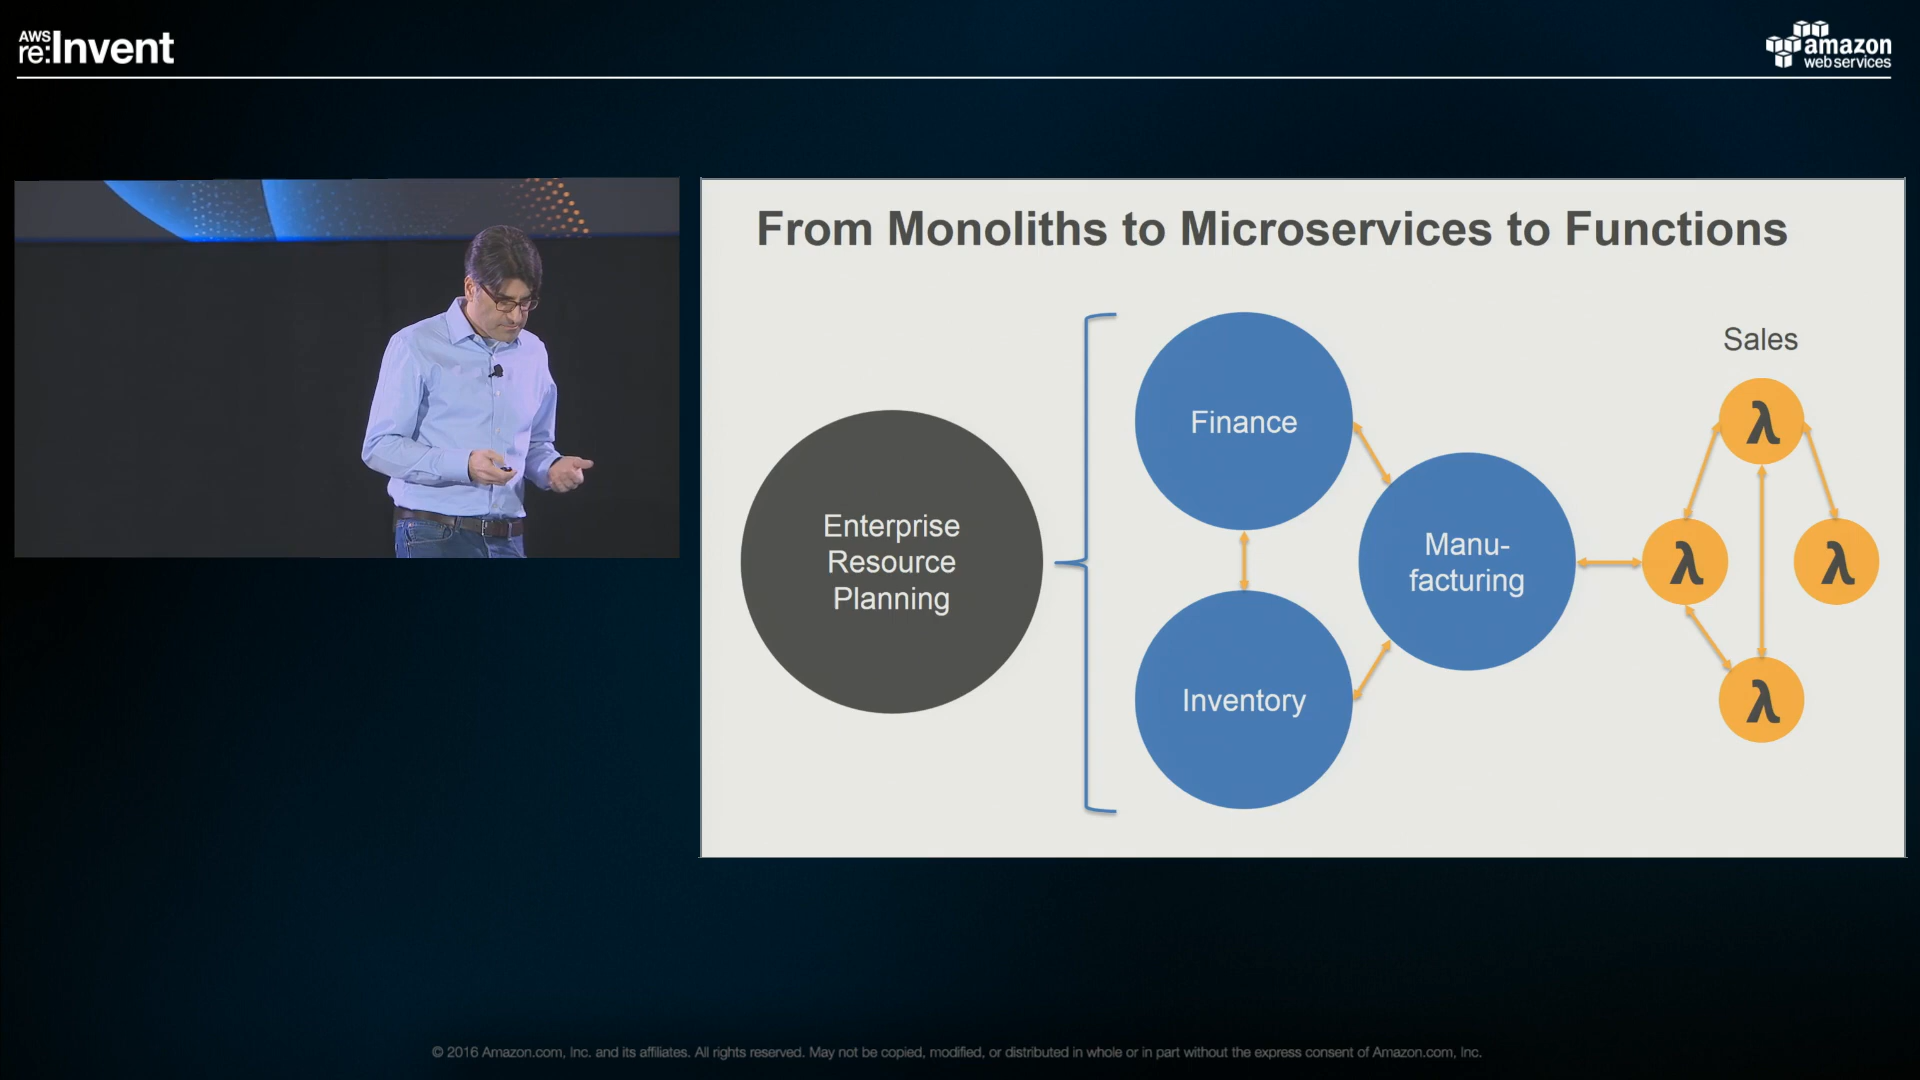 AWS
re:Invent
amazon
web services
From Monoliths to Microservices to Functions
Enterprise
Resource
Planning
Finance
Inventory
Manu-
facturing
Sales
λ
λ
λ
λ
© 2016 Amazon.com, Inc. and its affiliates. All rights reserved. May not be copied, modified, or distributed in whole or in part without the express consent of Amazon.com, Inc.